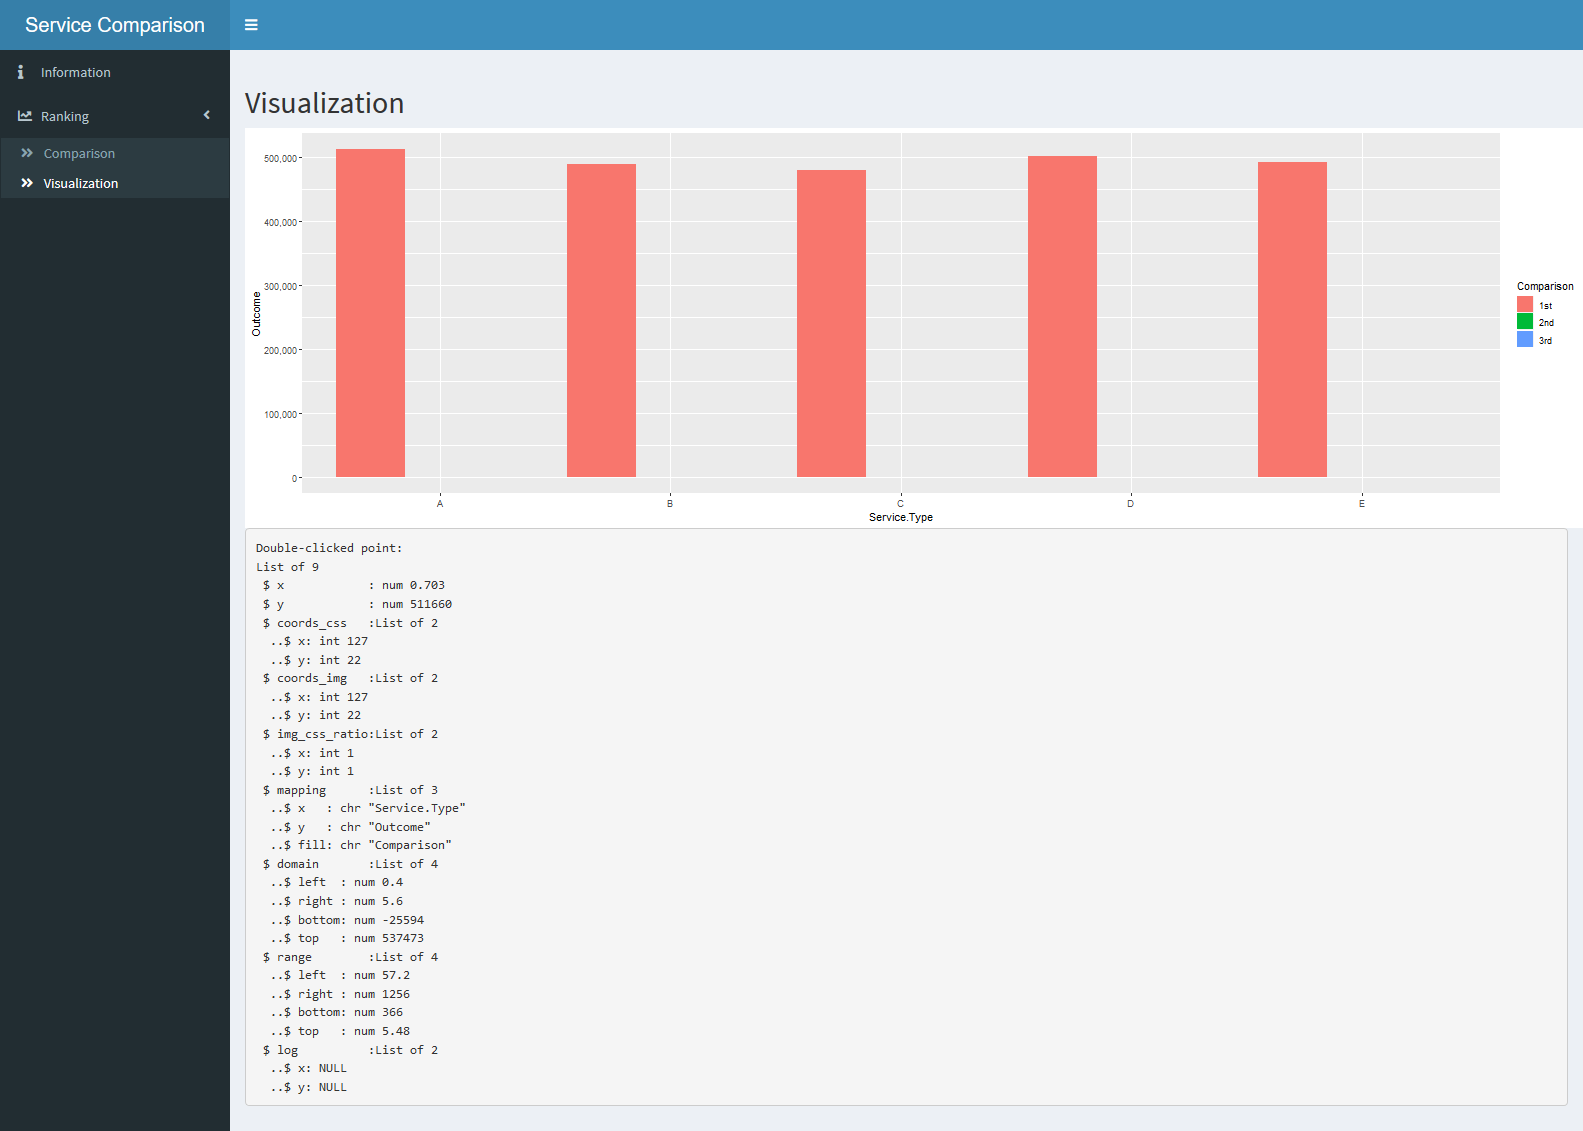 Service Comparison
Information
Ranking
Comparison
Visualization
Visualization
500,000
400,000
300,000
200,000
100,000
0
Outcome
A B C D E
Service.Type
Comparison
1st
2nd
3rd
Double-clicked point:
List of 9
 $ x            : num 0.703
 $ y            : num 511660
 $ coords_css   :List of 2
  ..$ x: int 127
  ..$ y: int 22
 $ coords_img   :List of 2
  ..$ x: int 127
  ..$ y: int 22
 $ img_css_ratio:List of 2
  ..$ x: int 1
  ..$ y: int 1
 $ mapping      :List of 3
  ..$ x   : chr "Service.Type"
  ..$ y   : chr "Outcome"
  ..$ fill: chr "Comparison"
 $ domain       :List of 4
  ..$ left  : num 0.4
  ..$ right : num 5.6
  ..$ bottom: num -25594
  ..$ top   : num 537473
 $ range        :List of 4
  ..$ left  : num 57.2
  ..$ right : num 1256
  ..$ bottom: num 366
  ..$ top   : num 5.48
 $ log          :List of 2
  ..$ x: NULL
  ..$ y: NULL